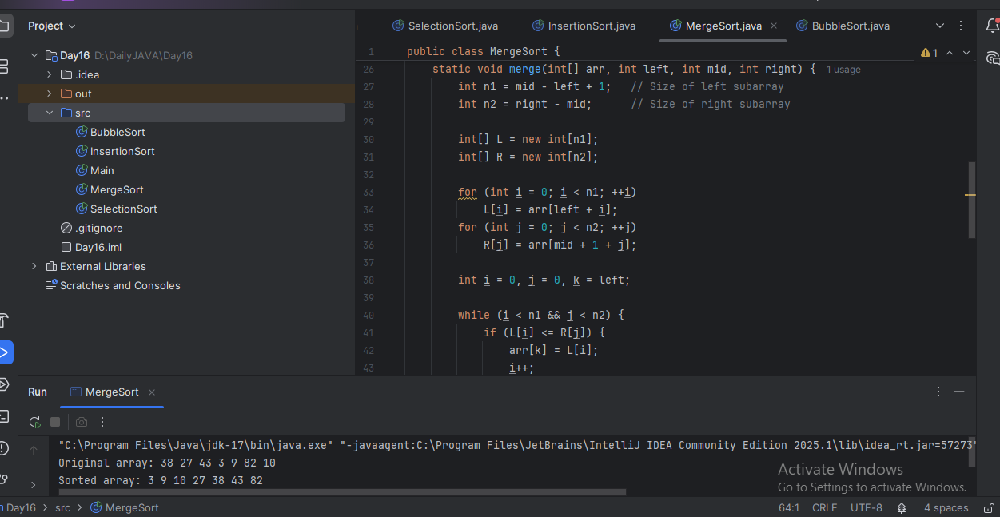 Project
SelectionSort.java
InsertionSort.java
MergeSort.java
BubbleSort.java
Day16 D:\DailyJAVA\Day16
.idea
out
src
BubbleSort
InsertionSort
Main
MergeSort
SelectionSort
.gitignore
Day16.iml
External Libraries
Scratches and Consoles
1 public class MergeSort {
1
26 static void merge(int[] arr, int left, int mid, int right) { 1 usage
27 int n1 = mid - left + 1; // Size of left subarray
28 int n2 = right - mid; // Size of right subarray
29
30 int[] L = new int[n1];
31 int[] R = new int[n2];
32
33 for (int i = 0; i < n1; ++i)
34 L[i] = arr[left + i];
35 for (int j = 0; j < n2; ++j)
36 R[j] = arr[mid + 1 + j];
37
38 int i = 0, j = 0, k = left;
39
40 while (i < n1 && j < n2) {
41 if (L[i] <= R[j]) {
42 arr[k] = L[i];
43 i++;
Run MergeSort
"C:\Program Files\Java\jdk-17\bin\java.exe" "-javaagent:C:\Program Files\JetBrains\IntelliJ IDEA Community Edition 2025.1\lib\idea_rt.jar=57273"
Original array: 38 27 43 3 9 82 10
Sorted array: 3 9 10 27 38 43 82
Activate Windows
Go to Settings to activate Windows.
Day16 > src > MergeSort
64:1 CRLF UTF-8 4 spaces